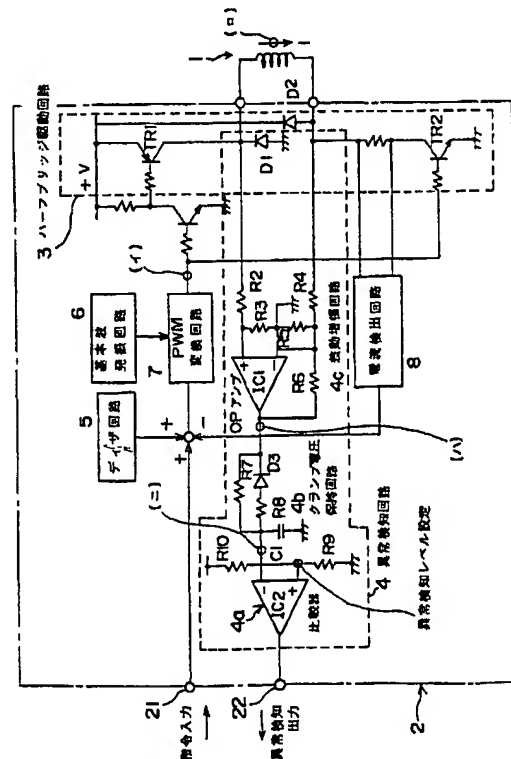 3 ハーフブリッジ駆動回路
+V
TR1
D1
D2
TR2
(イ)
(ロ)
I
6
基本波
発振回路
7
PWM
変換回路
5
ディザ回路
+
+
-
8
電流検出回路
R2
R3
R4
R5
R6
OPアンプ
IC1
+
-
4c 差動増幅回路
(ハ)
R7
D3
R8
4b
クランプ電圧
保持回路
(ニ)
C1
R10
R9
4a
IC2
-
+
比較器
4 異常検知回路
異常検知レベル設定
21
指令入力
22
異常検知
出力
2